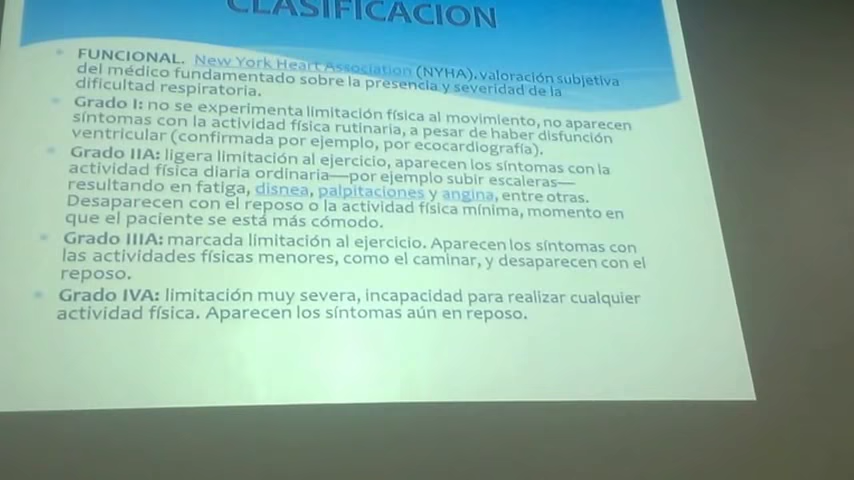 CLASIFICACION
FUNCIONAL. New York Heart Association (NYHA). valoración subjetiva
del médico fundamentado sobre la presencia y severidad de la
dificultad respiratoria.
Grado I: no se experimenta limitación física al movimiento, no aparecen
síntomas con la actividad física rutinaria, a pesar de haber disfunción
ventricular (confirmada por ejemplo, por ecocardiografía).
Grado IIA: ligera limitación al ejercicio, aparecen los síntomas con la
actividad física diaria ordinaria—por ejemplo subir escaleras—
resultando en fatiga, disnea, palpitaciones y angina, entre otras.
Desaparecen con el reposo o la actividad física mínima, momento en
que el paciente se está más cómodo.
Grado IIIA: marcada limitación al ejercicio. Aparecen los síntomas con
las actividades físicas menores, como el caminar, y desaparecen con el
reposo.
Grado IVA: limitación muy severa, incapacidad para realizar cualquier
actividad física. Aparecen los síntomas aún en reposo.